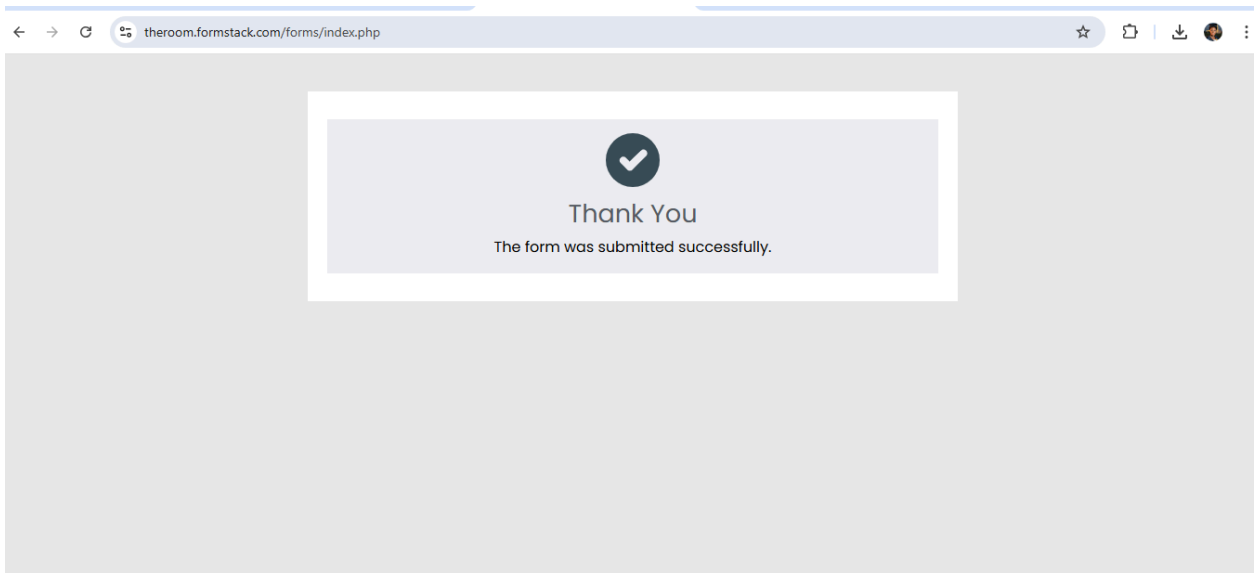 theroom.formstack.com/forms/index.php
Thank You
The form was submitted successfully.